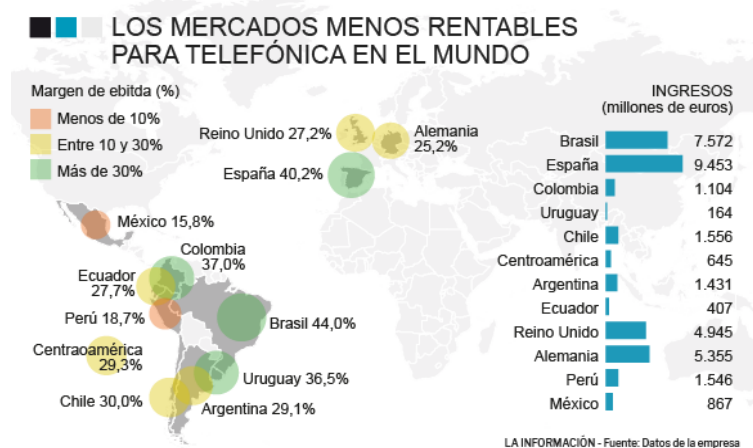 LOS MERCADOS MENOS RENTABLES
PARA TELEFÓNICA EN EL MUNDO
Margen de ebitda (%)
Menos de 10%
Entre 10 y 30%
Más de 30%
Reino Unido 27,2%
Alemania
25,2%
España 40,2%
México 15,8%
Colombia
37,0%
Ecuador
27,7%
Perú 18,7%
Brasil 44,0%
Centraoamérica
29,3%
Uruguay 36,5%
Chile 30,0%
Argentina 29,1%
INGRESOS
(millones de euros)
Brasil 7.572
España 9.453
Colombia 1.104
Uruguay 164
Chile 1.556
Centroamérica 645
Argentina 1.431
Ecuador 407
Reino Unido 4.945
Alemania 5.355
Perú 1.546
México 867
LA INFORMACIÓN - Fuente: Datos de la empresa